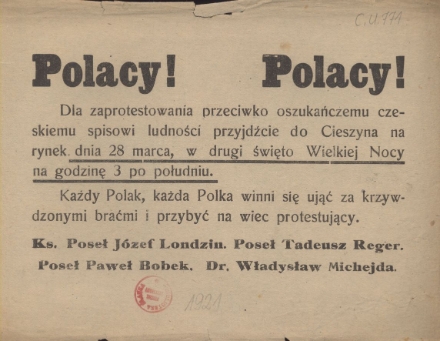 C.U.771
Polacy! Polacy!
Dla zaprotestowania przeciwko oszukańczemu cze-
skiemu spisowi ludności przyjdźcie do Cieszyna na
rynek dnia 28 marca, w drugi święto Wielkiej Nocy
na godzinę 3 po południu.
Każdy Polak, każda Polka winni się ująć za krzyw-
dzonymi braćmi i przybyć na wiec protestujący.
Ks. Poseł Józef Londzin. Poseł Tadeusz Reger.
Poseł Paweł Bobek. Dr. Władysław Michejda.
1921